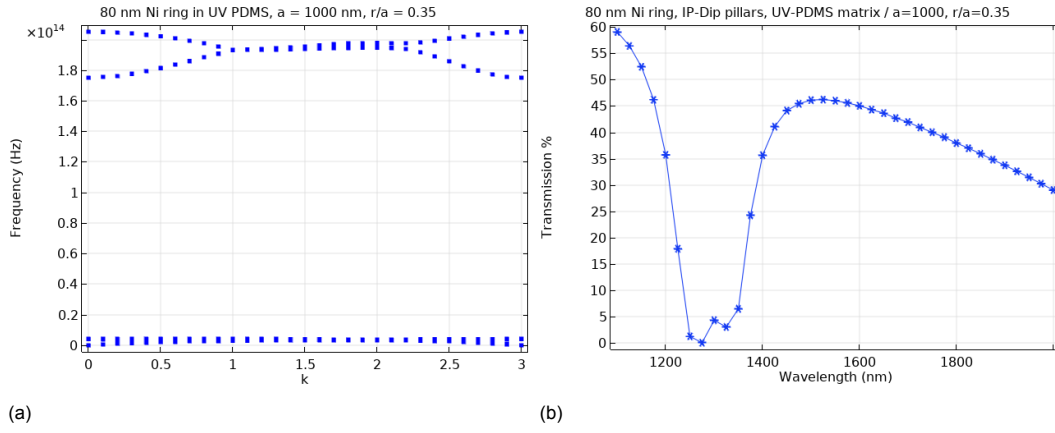 80 nm Ni ring in UV PDMS, a = 1000 nm, r/a = 0.35
×10¹⁴
1.8
1.6
1.4
1.2
1
0.8
0.6
0.4
0.2
0
Frequency (Hz)
0 0.5 1 1.5 2 2.5 3
k
(a)
80 nm Ni ring, IP-Dip pillars, UV-PDMS matrix / a=1000, r/a=0.35
60
55
50
45
40
35
30
25
20
15
10
5
0
Transmission %
1200 1400 1600 1800
Wavelength (nm)
(b)